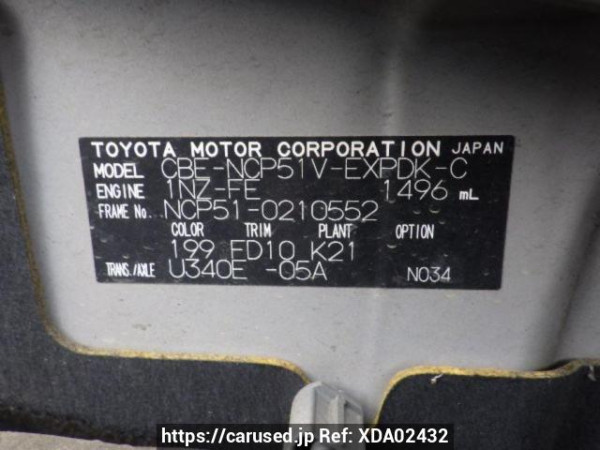 TOYOTA MOTOR CORPORATION JAPAN
MODEL CBE-NCP51V-EXPDK-C
ENGINE 1NZ-FE 1496 mL
FRAME No. NCP51-0210552
COLOR TRIM PLANT OPTION
199 FD10 K21
TRANS./AXLE U340E -05A N034
https://carused.jp Ref: XDA02432